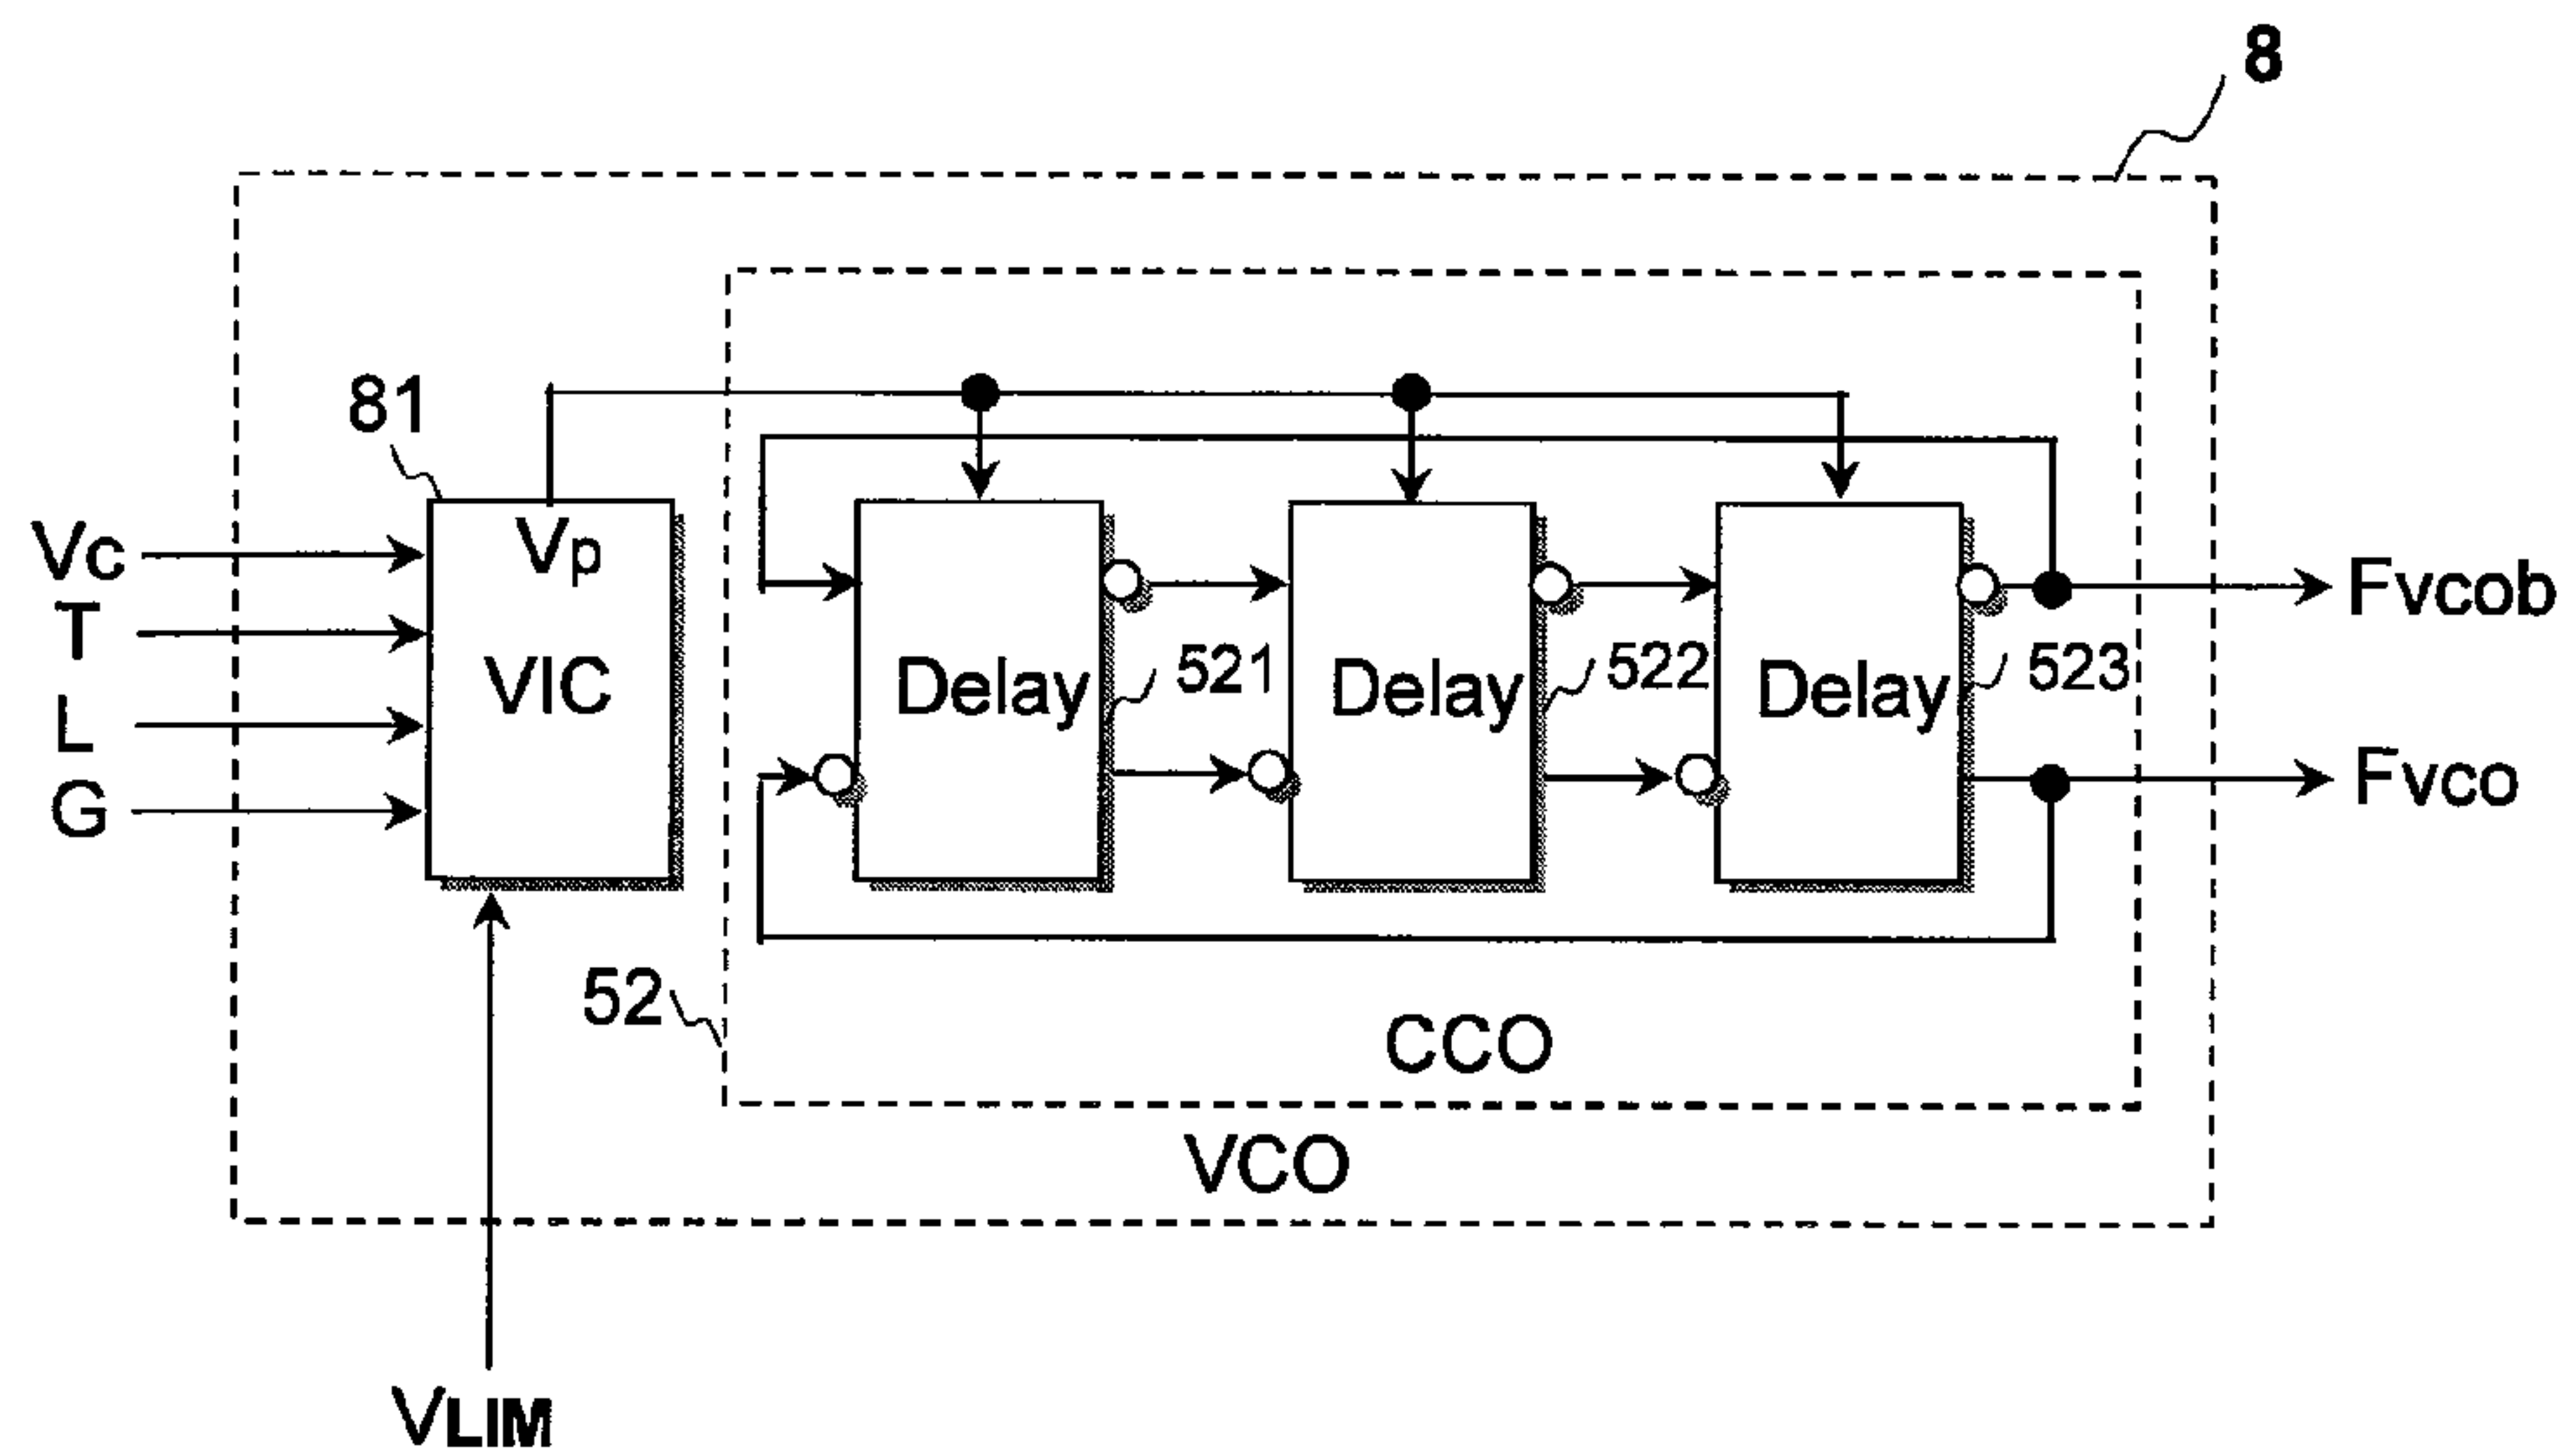 8
81
Vc
T
L
G
Vp
VIC
Delay
521
Delay
522
Delay
523
Fvcob
Fvco
52
CCO
VCO
VLIM